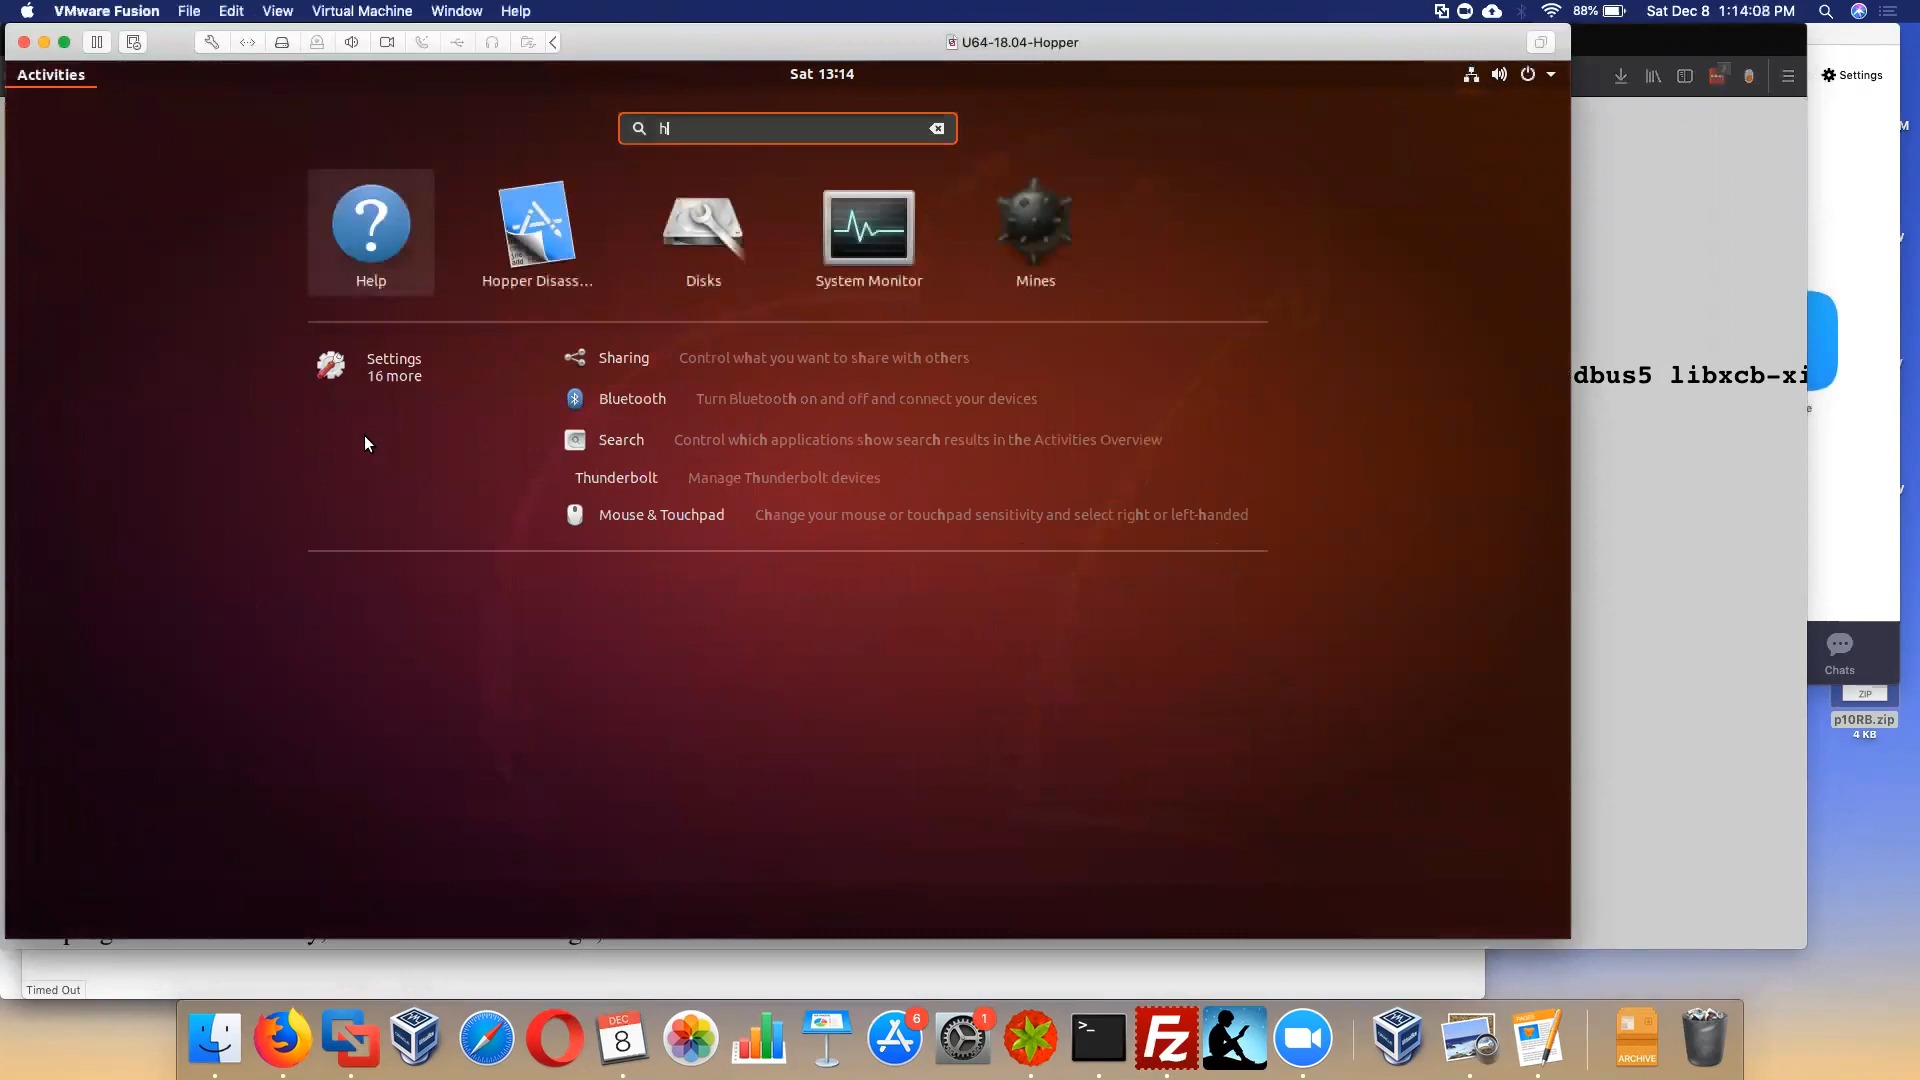 VMware Fusion File Edit View Virtual Machine Window Help 88% Sat Dec 8 1:14:08 PM
U64-18.04-Hopper
Activities Sat 13:14 Settings
h
Help Hopper Disass... Disks System Monitor Mines
Settings
16 more
Sharing Control what you want to share with others
Bluetooth Turn Bluetooth on and off and connect your devices
Search Control which applications show search results in the Activities Overview
Thunderbolt Manage Thunderbolt devices
Mouse & Touchpad Change your mouse or touchpad sensitivity and select right or left-handed
dbus5 libxcb-xi
Chats
ZIP
p10RB.zip
4 KB
Timed Out
DEC
8
6
1
>_
Fz
ARCHIVE